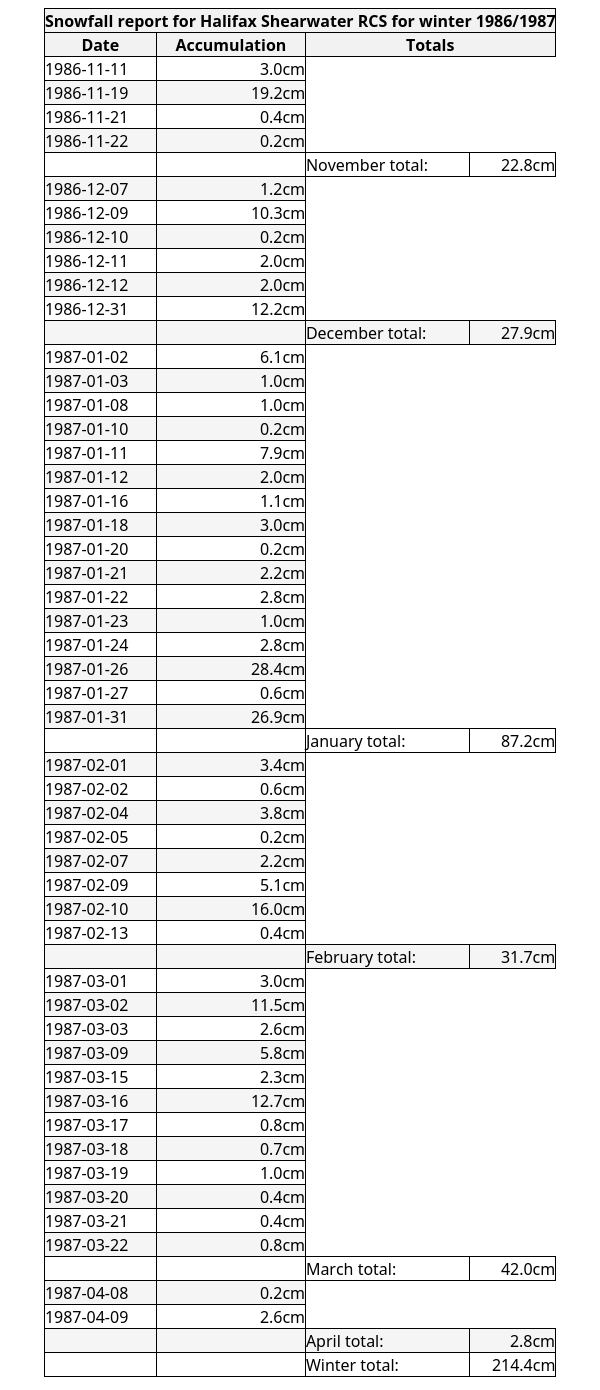 Snowfall report for Halifax Shearwater RCS for winter 1986/1987
Date Accumulation Totals
1986-11-11 3.0cm
1986-11-19 19.2cm
1986-11-21 0.4cm
1986-11-22 0.2cm
November total: 22.8cm
1986-12-07 1.2cm
1986-12-09 10.3cm
1986-12-10 0.2cm
1986-12-11 2.0cm
1986-12-12 2.0cm
1986-12-31 12.2cm
December total: 27.9cm
1987-01-02 6.1cm
1987-01-03 1.0cm
1987-01-08 1.0cm
1987-01-10 0.2cm
1987-01-11 7.9cm
1987-01-12 2.0cm
1987-01-16 1.1cm
1987-01-18 3.0cm
1987-01-20 0.2cm
1987-01-21 2.2cm
1987-01-22 2.8cm
1987-01-23 1.0cm
1987-01-24 2.8cm
1987-01-26 28.4cm
1987-01-27 0.6cm
1987-01-31 26.9cm
January total: 87.2cm
1987-02-01 3.4cm
1987-02-02 0.6cm
1987-02-04 3.8cm
1987-02-05 0.2cm
1987-02-07 2.2cm
1987-02-09 5.1cm
1987-02-10 16.0cm
1987-02-13 0.4cm
February total: 31.7cm
1987-03-01 3.0cm
1987-03-02 11.5cm
1987-03-03 2.6cm
1987-03-09 5.8cm
1987-03-15 2.3cm
1987-03-16 12.7cm
1987-03-17 0.8cm
1987-03-18 0.7cm
1987-03-19 1.0cm
1987-03-20 0.4cm
1987-03-21 0.4cm
1987-03-22 0.8cm
March total: 42.0cm
1987-04-08 0.2cm
1987-04-09 2.6cm
April total: 2.8cm
Winter total: 214.4cm